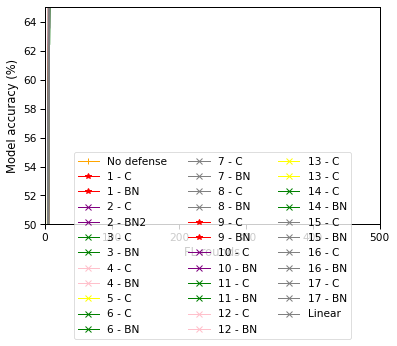 64
62
60
58
56
54
52
50
Model accuracy (%)
0
500
No defense
1 - C
1 - BN
2 - C
2 - BN2
3 - C
3 - BN
4 - C
4 - BN
5 - C
6 - C
6 - BN
7 - C
7 - BN
8 - C
8 - BN
9 - C
9 - BN
10 - C
10 - BN
11 - C
11 - BN
12 - C
12 - BN
13 - C
13 - C
14 - C
14 - BN
15 - C
15 - BN
16 - C
16 - BN
17 - C
17 - BN
Linear